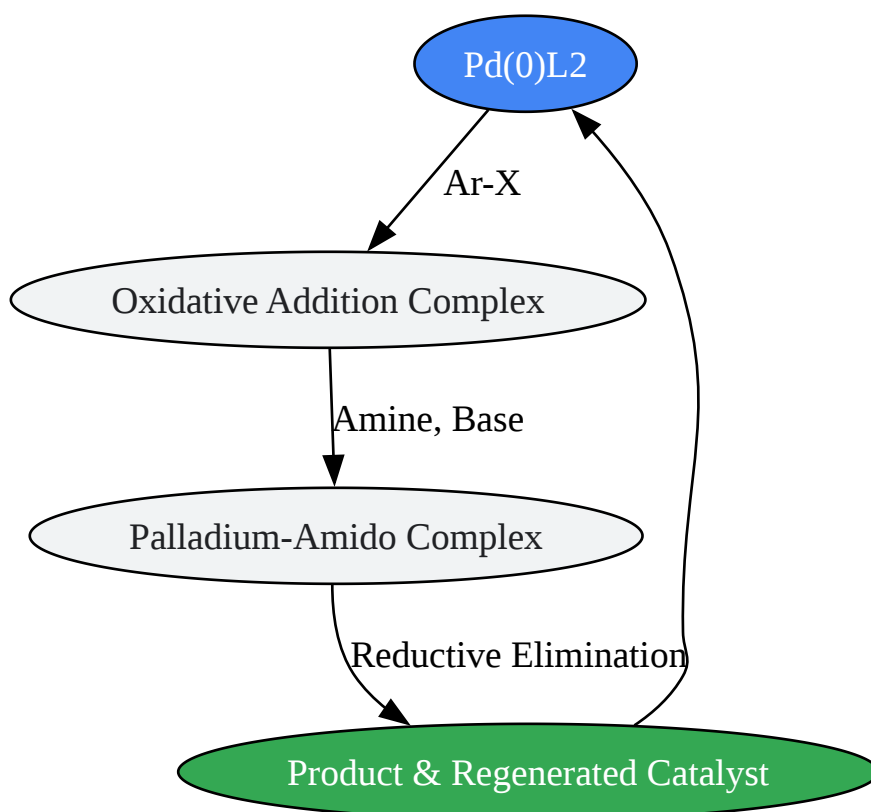 Pd(0)L2
Ar-X
Oxidative Addition Complex
Amine, Base
Palladium-Amido Complex
Reductive Elimination
Product & Regenerated Catalyst